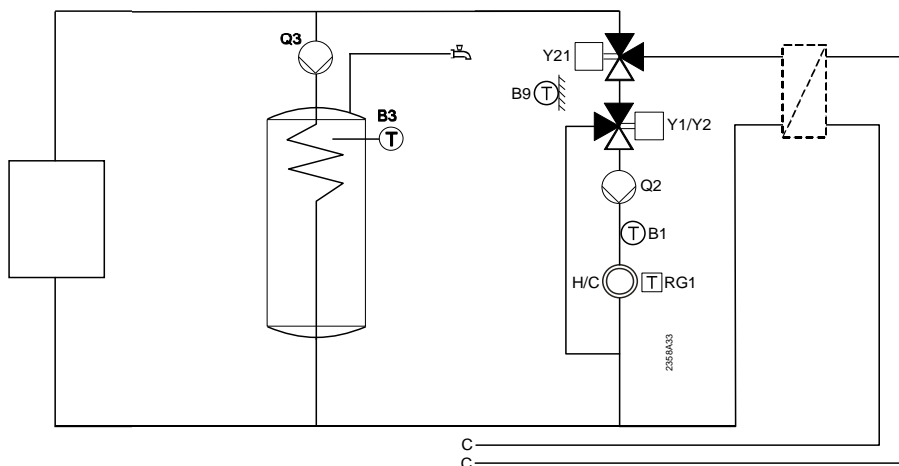 Q3
Y21
B9 T
B3
T
Y1/Y2
Q2
T B1
H/C T RG1
2358A33
C
C